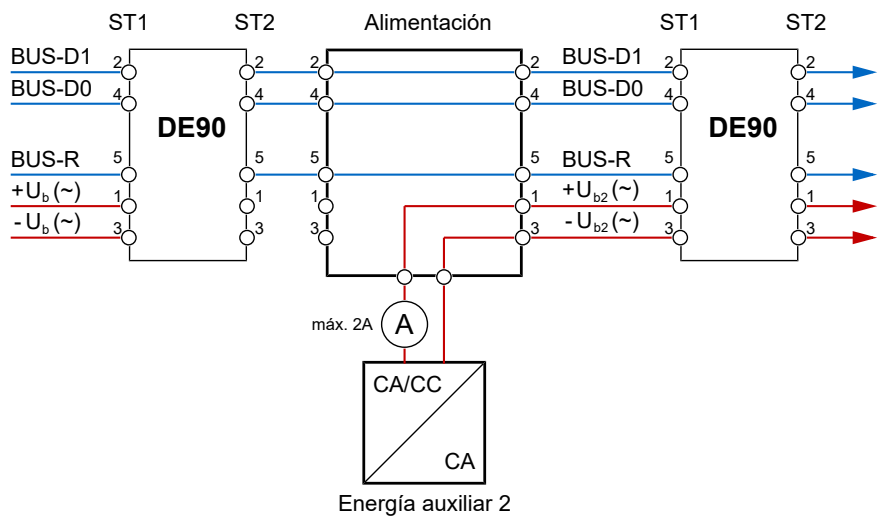 ST1 ST2 Alimentación ST1 ST2
BUS-D1 2 2 2 2 BUS-D1 2 2
BUS-D0 4 4 4 4 BUS-D0 4 4
DE90 DE90
BUS-R 5 5 5 5 BUS-R 5 5
+Ub (~) 1 1 1 1 +Ub2 (~) 1 1
-Ub (~) 3 3 3 3 -Ub2 (~) 3 3
máx. 2A A
CA/CC
CA
Energía auxiliar 2